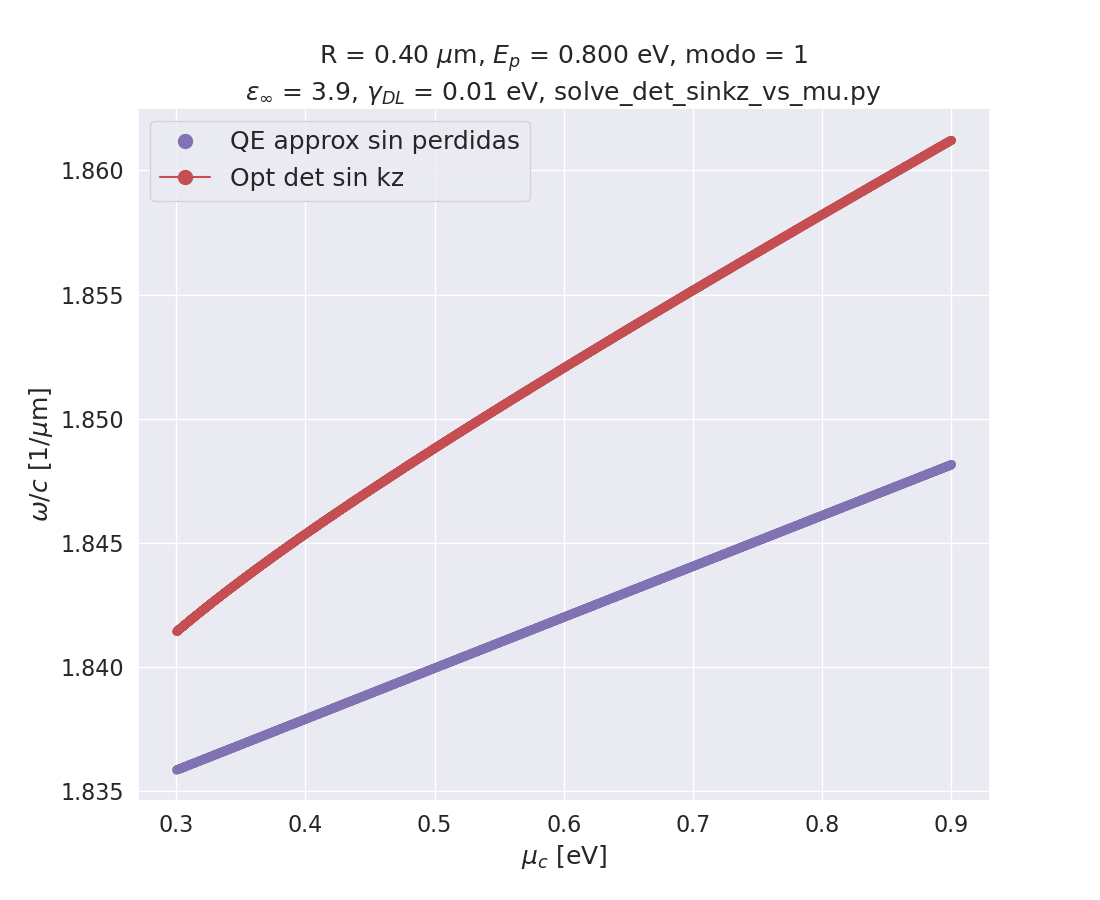 R = 0.40 μm, E_p = 0.800 eV, modo = 1
ε_∞ = 3.9, γ_DL = 0.01 eV, solve_det_sinkz_vs_mu.py
QE approx sin perdidas
Opt det sin kz
1.860
1.855
1.850
1.845
1.840
1.835
ω/c [1/μm]
0.3 0.4 0.5 0.6 0.7 0.8 0.9
μ_c [eV]